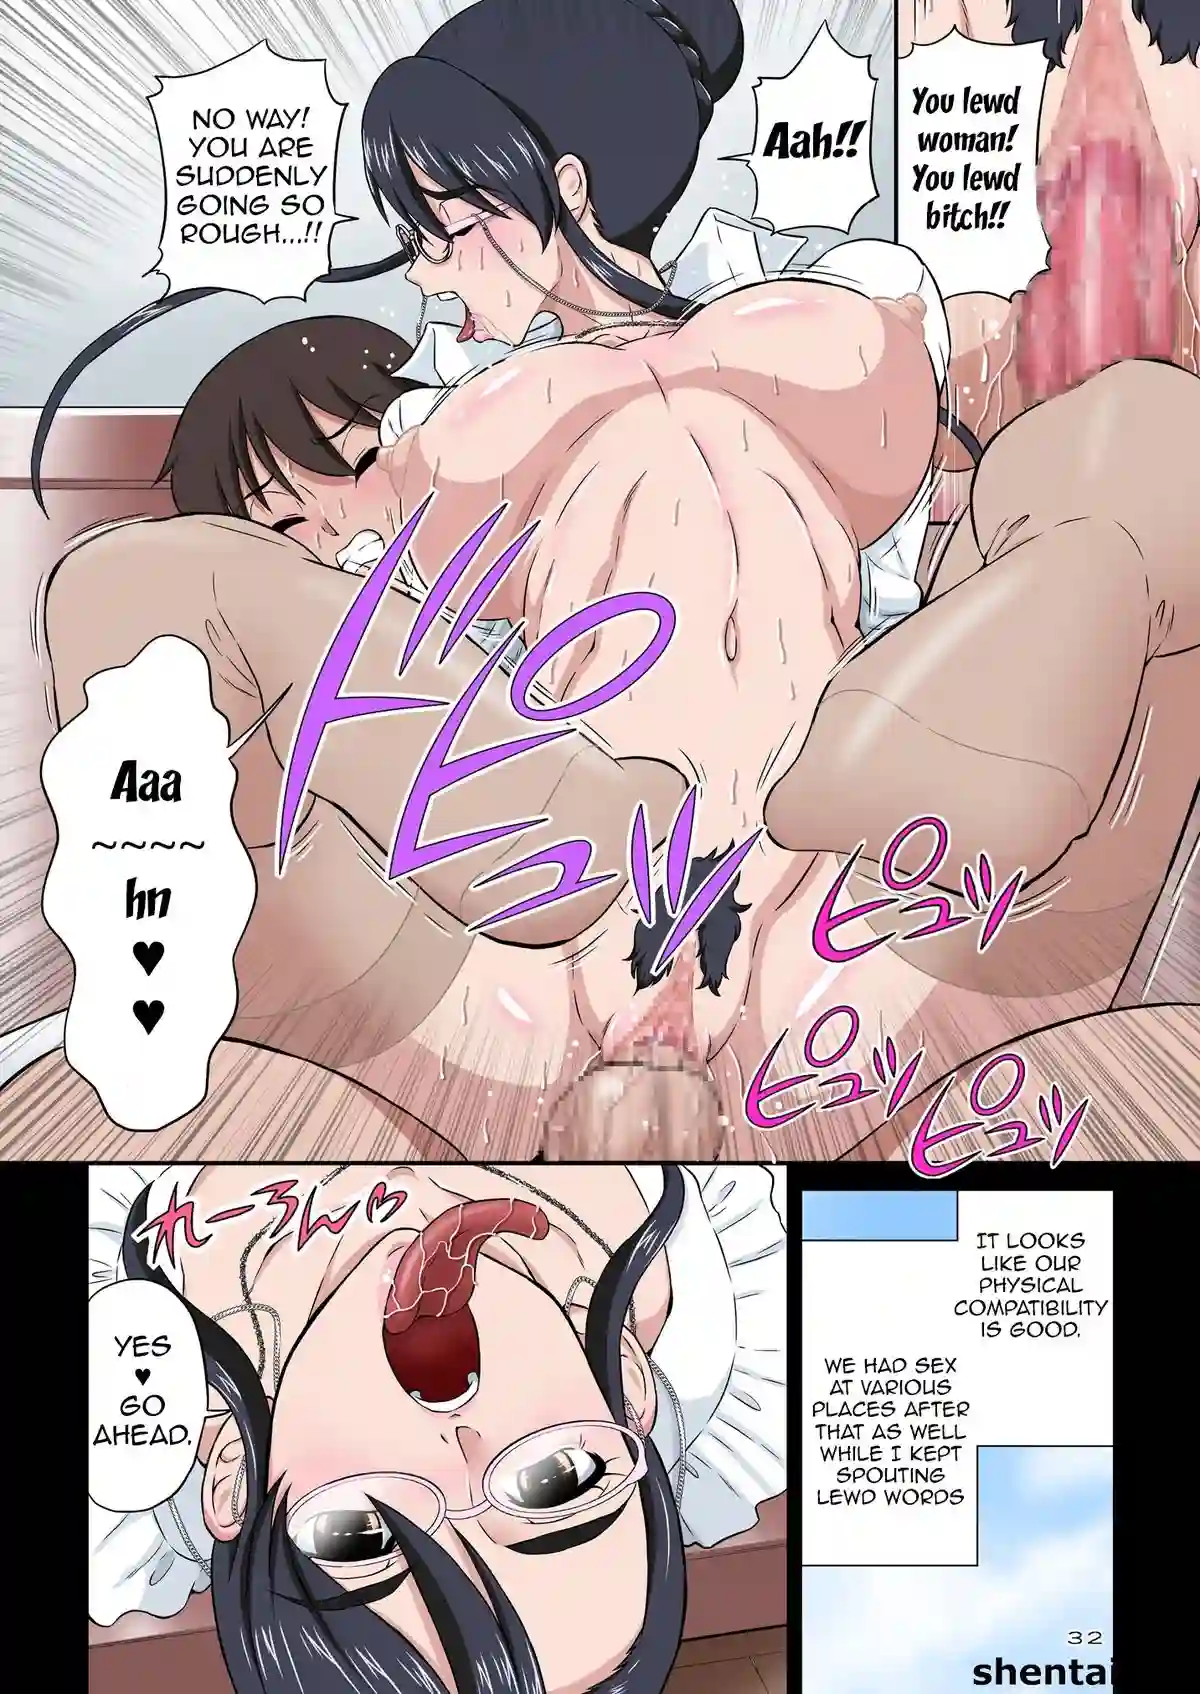 You lewd
woman!
You lewd
bitch!!
Aah!!
NO WAY!
YOU ARE
SUDDENLY
GOING SO
ROUGH...!!
ドピュッ
ピュッ
ピュッ
ピュッ
Aaa
~~~~
hn
♥
♥
れーろん♡
YES
♥
GO
AHEAD.
IT LOOKS
LIKE OUR
PHYSICAL
COMPATIBILITY
IS GOOD.
WE HAD SEX
AT VARIOUS
PLACES AFTER
THAT AS WELL
WHILE I KEPT
SPOUTING
LEWD WORDS
32
shentai